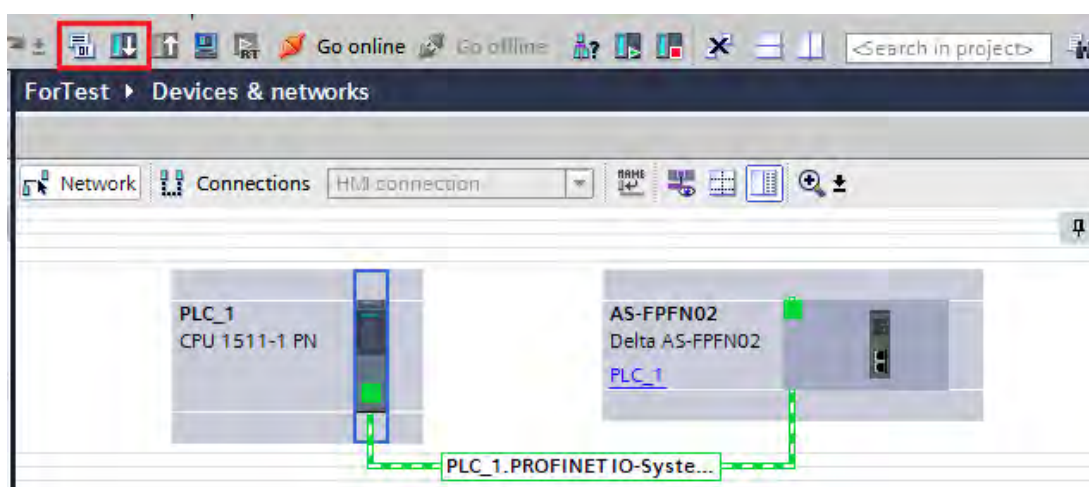 Go online Go offline <Search in project>
ForTest ▸ Devices & networks
Network Connections HMI connection
PLC_1
CPU 1511-1 PN
AS-FPFN02
Delta AS-FPFN02
PLC_1
PLC_1.PROFINET IO-Syste...